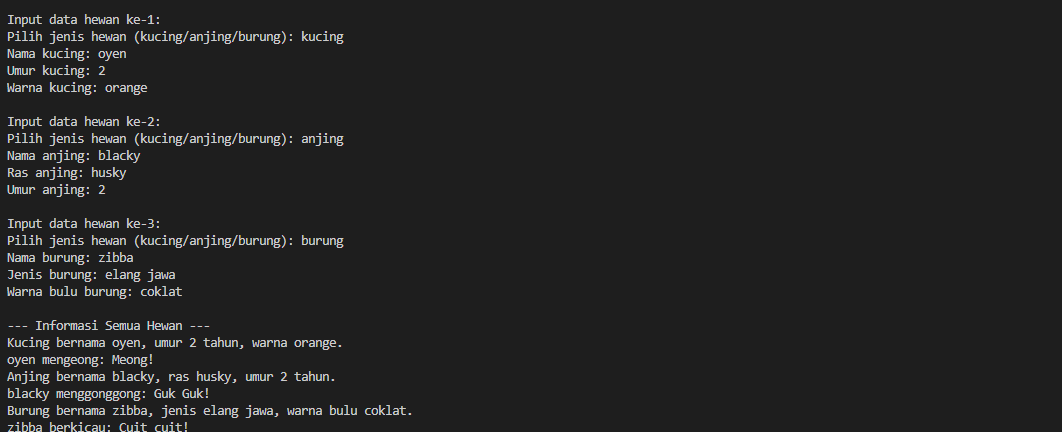 Input data hewan ke-1:
Pilih jenis hewan (kucing/anjing/burung): kucing
Nama kucing: oyen
Umur kucing: 2
Warna kucing: orange
Input data hewan ke-2:
Pilih jenis hewan (kucing/anjing/burung): anjing
Nama anjing: blacky
Ras anjing: husky
Umur anjing: 2
Input data hewan ke-3:
Pilih jenis hewan (kucing/anjing/burung): burung
Nama burung: zibba
Jenis burung: elang jawa
Warna bulu burung: coklat
--- Informasi Semua Hewan ---
Kucing bernama oyen, umur 2 tahun, warna orange.
oyen mengeong: Meong!
Anjing bernama blacky, ras husky, umur 2 tahun.
blacky menggonggong: Guk Guk!
Burung bernama zibba, jenis elang jawa, warna bulu coklat.
zibba berkicau: Cuit cuit!